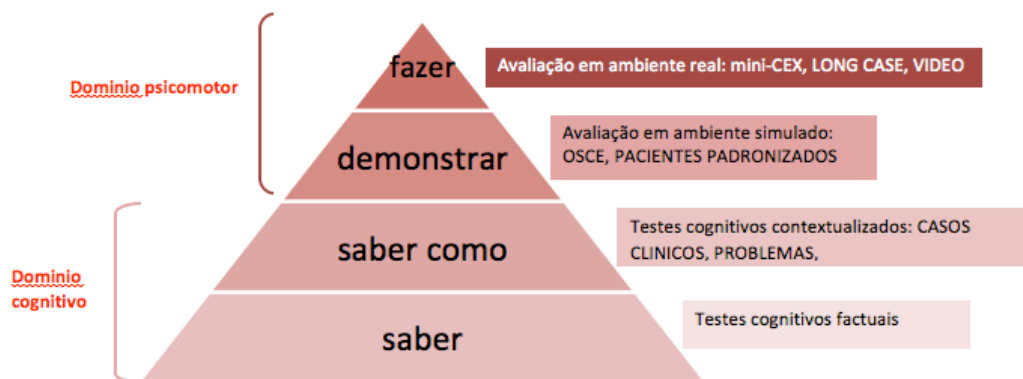 fazer
Dominio psicomotor
Avaliação em ambiente real: mini-CEX, LONG CASE, VIDEO
demonstrar
Avaliação em ambiente simulado:
OSCE, PACIENTES PADRONIZADOS
saber como
Testes cognitivos contextualizados: CASOS
CLINICOS, PROBLEMAS,
Dominio
cognitivo
saber
Testes cognitivos factuais